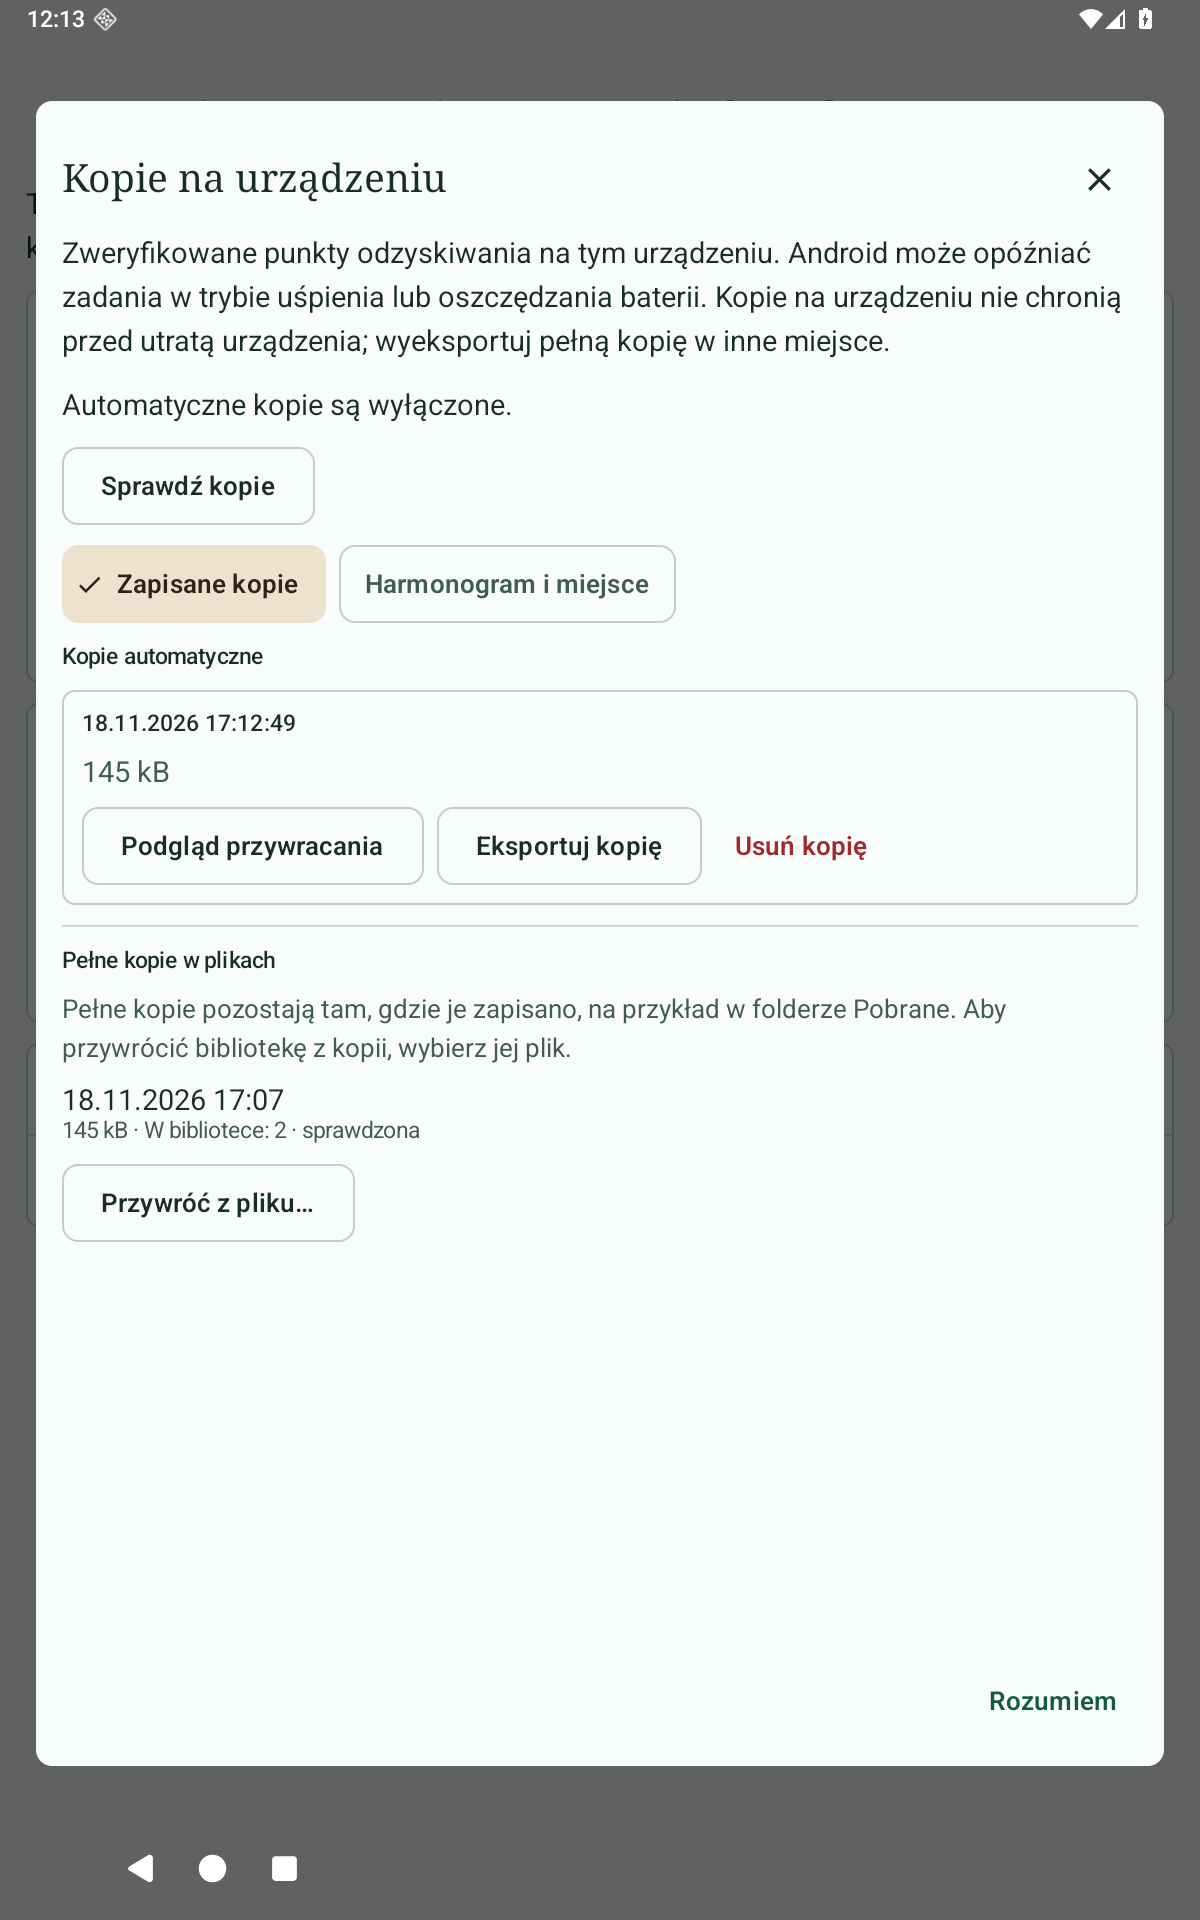 12:13
Kopie na urządzeniu
Zweryfikowane punkty odzyskiwania na tym urządzeniu. Android może opóźniać
zadania w trybie uśpienia lub oszczędzania baterii. Kopie na urządzeniu nie chronią
przed utratą urządzenia; wyeksportuj pełną kopię w inne miejsce.
Automatyczne kopie są wyłączone.
Sprawdź kopie
Zapisane kopie
Harmonogram i miejsce
Kopie automatyczne
18.11.2026 17:12:49
145 kB
Podgląd przywracania
Eksportuj kopię
Usuń kopię
Pełne kopie w plikach
Pełne kopie pozostają tam, gdzie je zapisano, na przykład w folderze Pobrane. Aby
przywrócić bibliotekę z kopii, wybierz jej plik.
18.11.2026 17:07
145 kB · W bibliotece: 2 · sprawdzona
Przywróć z pliku…
Rozumiem